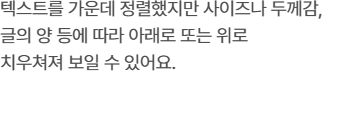 텍스트를 가운데 정렬했지만 사이즈나 두께감,
글의 양 등에 따라 아래로 또는 위로
치우쳐져 보일 수 있어요.